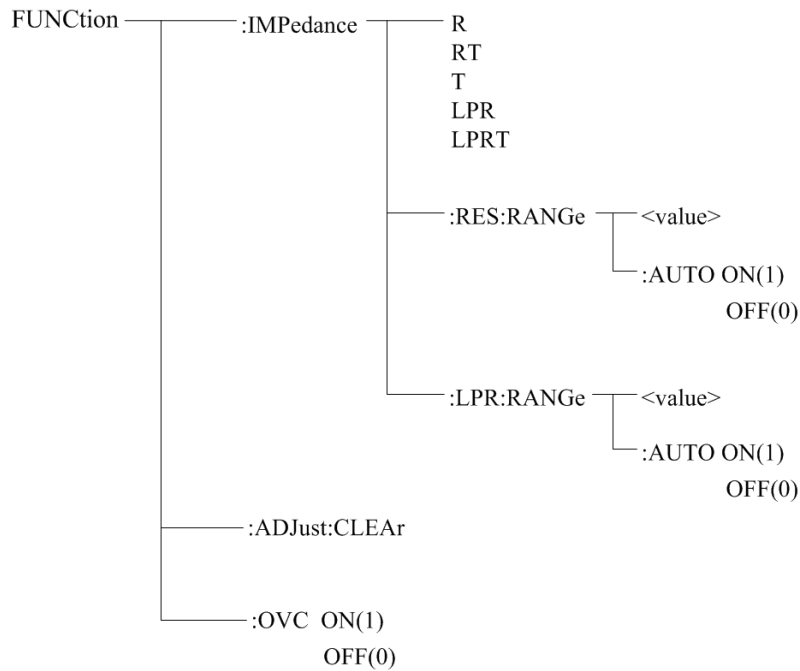 FUNCtion :IMPedance R
RT
T
LPR
LPRT
:RES:RANGe <value>
:AUTO ON(1)
OFF(0)
:LPR:RANGe <value>
:AUTO ON(1)
OFF(0)
:ADJust:CLEAr
:OVC ON(1)
OFF(0)